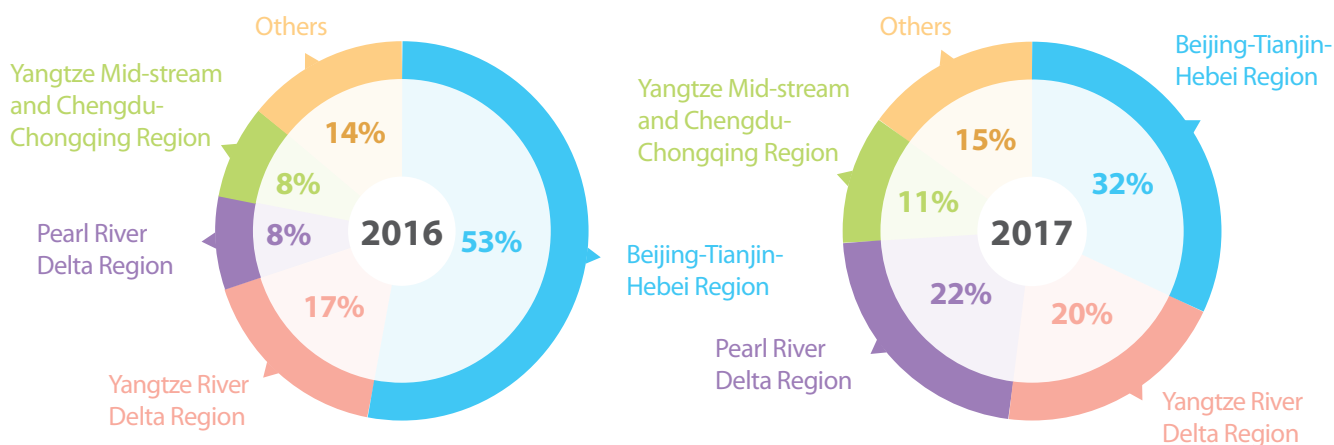 Others
Yangtze Mid-stream
and Chengdu-
Chongqing Region
14%
8%
Pearl River
Delta Region
8%
2016
53%
Beijing-Tianjin-
Hebei Region
17%
Yangtze River
Delta Region
Others
Beijing-Tianjin-
Hebei Region
Yangtze Mid-stream
and Chengdu-
Chongqing Region
15%
32%
11%
2017
22%
20%
Pearl River
Delta Region
Yangtze River
Delta Region